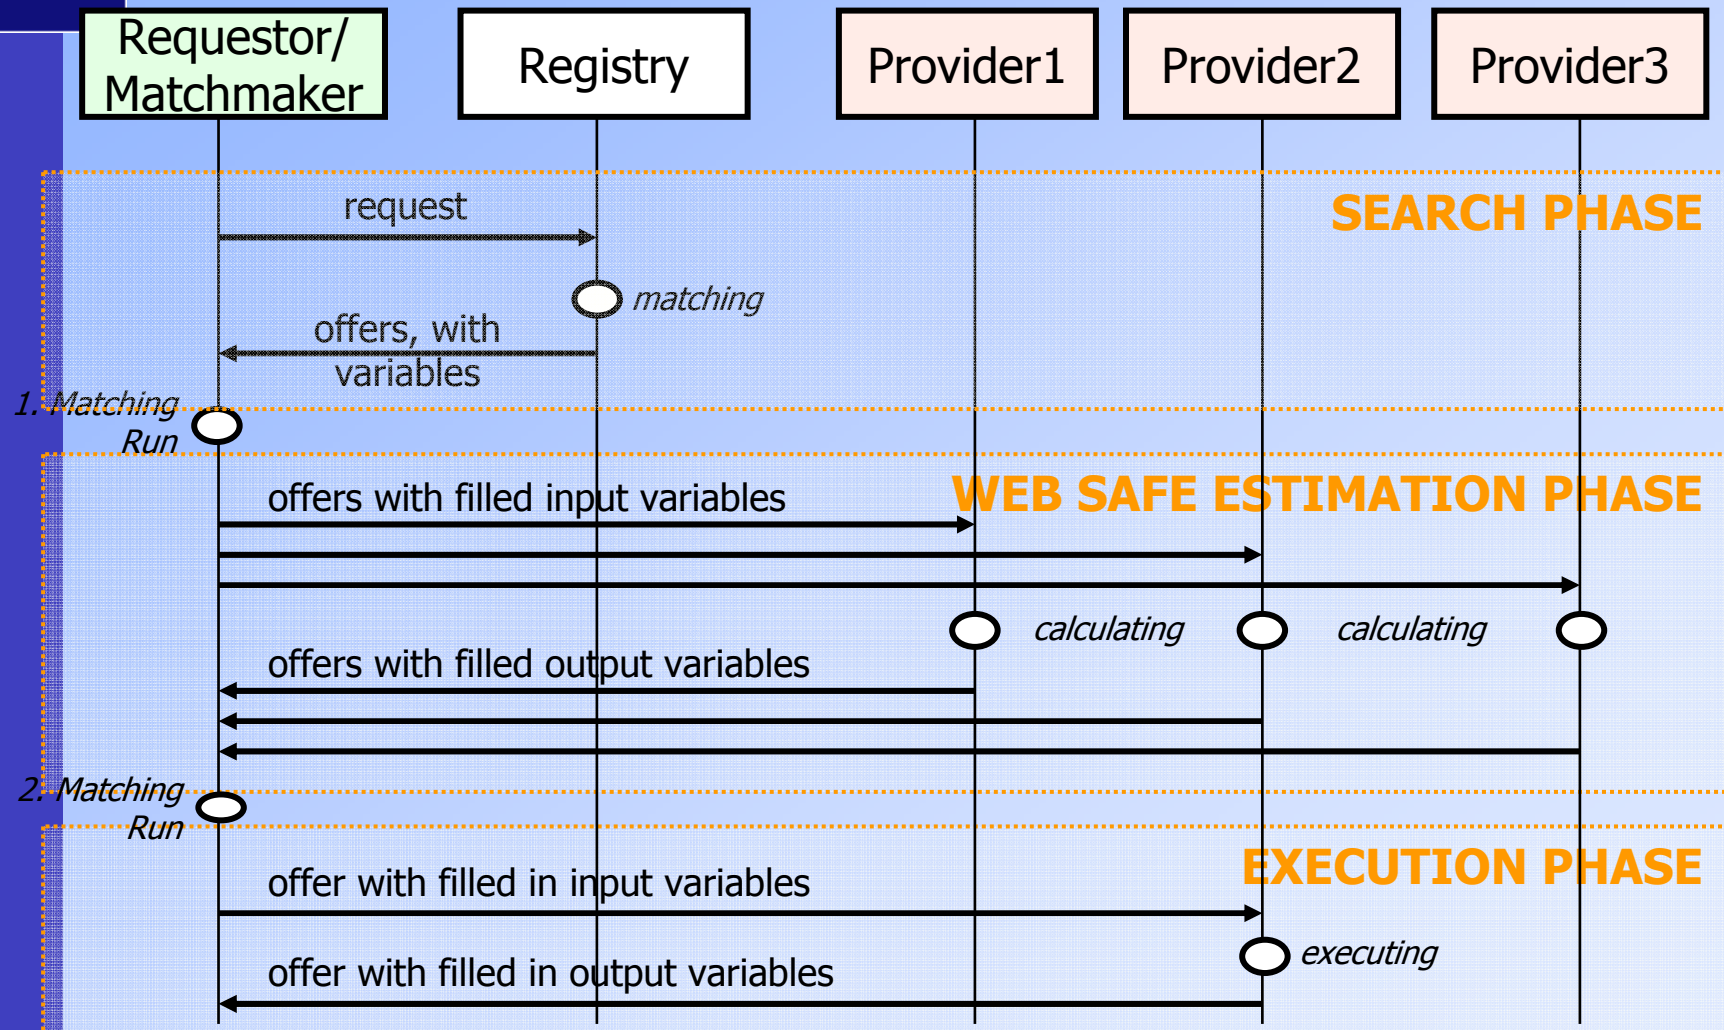 Requestor/
Matchmaker
Registry
Provider1
Provider2
Provider3
SEARCH PHASE
request
matching
offers, with
variables
1. Matching
Run
WEB SAFE ESTIMATION PHASE
offers with filled input variables
calculating
calculating
offers with filled output variables
2. Matching
Run
EXECUTION PHASE
offer with filled in input variables
executing
offer with filled in output variables